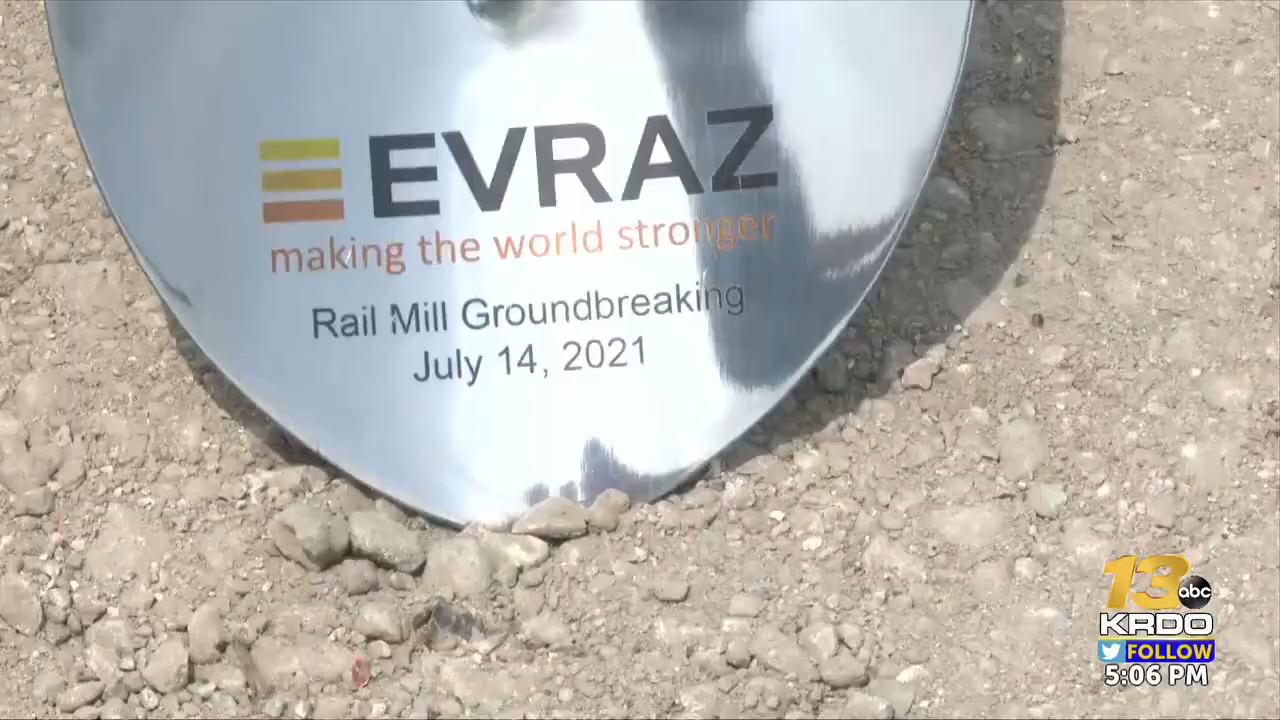 EVRAZ
making the world stronger
Rail Mill Groundbreaking
July 14, 2021
13 abc
KRDO
FOLLOW
5:06 PM